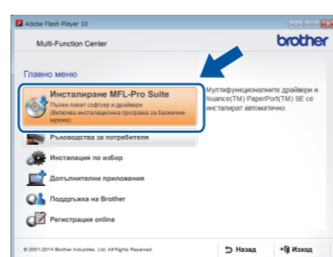 Adobe Flash Player 10
Multi-Function Center
brother
Главно меню
Инсталиране MFL-Pro Suite
Пълен пакет софтуер и драйвери
(Включва инсталационна програма за безжични
мрежи)
Мултифункционалните драйвери и
Nuance(TM) PaperPort(TM) SE се
инсталират автоматично.
Ръководства за потребителя
Инсталация по избор
Допълнителни приложения
Поддръжка на Brother
Регистрация online
© 2001-2014 Brother Industries, Ltd. All Rights Reserved.
Назад
Изход